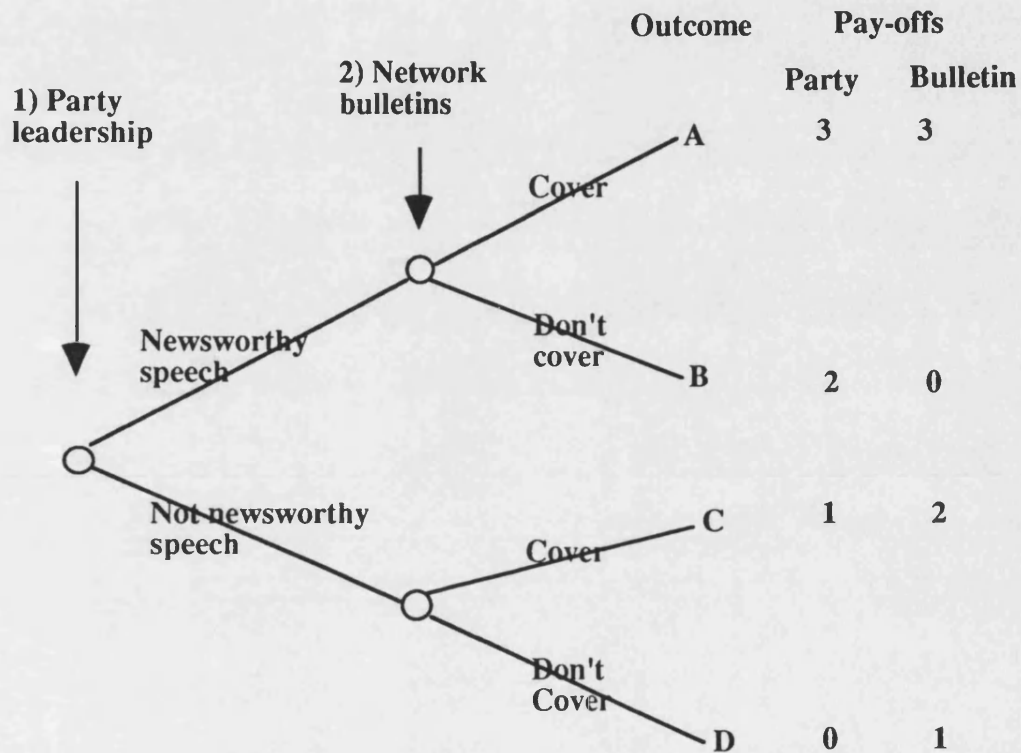 Outcome Pay-offs
1) Party
leadership
2) Network
bulletins
Party Bulletin
A 3 3
Cover
Newsworthy
speech
Don't
cover
B 2 0
Not newsworthy
speech
C 1 2
Cover
Don't
Cover
D 0 1